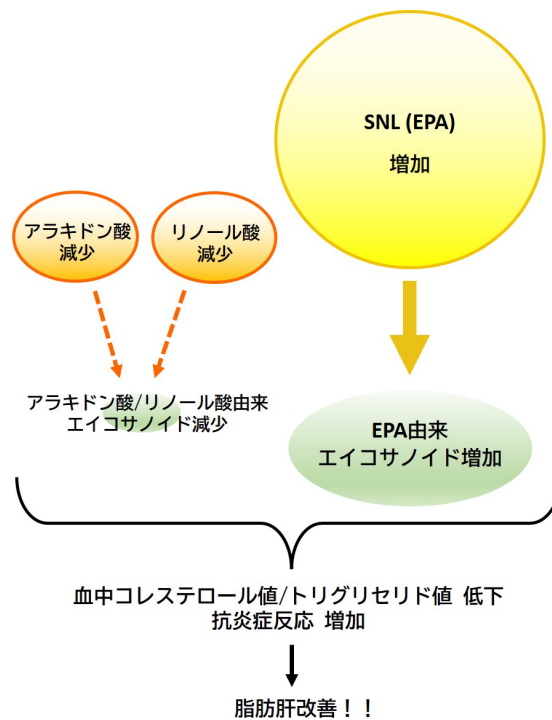 SNL (EPA)
増加
アラキドン酸
減少
リノール酸
減少
アラキドン酸/リノール酸由来
エイコサノイド減少
EPA由来
エイコサノイド増加
血中コレステロール値/トリグリセリド値 低下
抗炎症反応 増加
脂肪肝改善！！